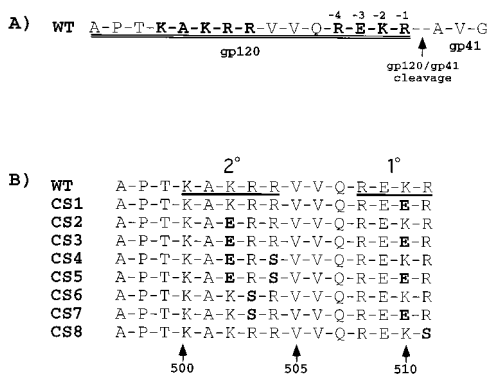 -4 -3 -2 -1
A) WT A-P-T-K-A-K-R-R-V-V-Q-R-E-K-R--A-V-G
gp120 gp41
gp120/gp41
cleavage
2° 1°
B) WT A-P-T-K-A-K-R-R-V-V-Q-R-E-K-R
CS1 A-P-T-K-A-K-R-R-V-V-Q-R-E-E-R
CS2 A-P-T-K-A-E-R-R-V-V-Q-R-E-K-R
CS3 A-P-T-K-A-E-R-R-V-V-Q-R-E-E-R
CS4 A-P-T-K-A-E-R-S-V-V-Q-R-E-K-R
CS5 A-P-T-K-A-E-R-S-V-V-Q-R-E-E-R
CS6 A-P-T-K-A-K-S-R-V-V-Q-R-E-K-R
CS7 A-P-T-K-A-K-S-R-V-V-Q-R-E-E-R
CS8 A-P-T-K-A-K-R-R-V-V-Q-R-E-K-S
500 505 510